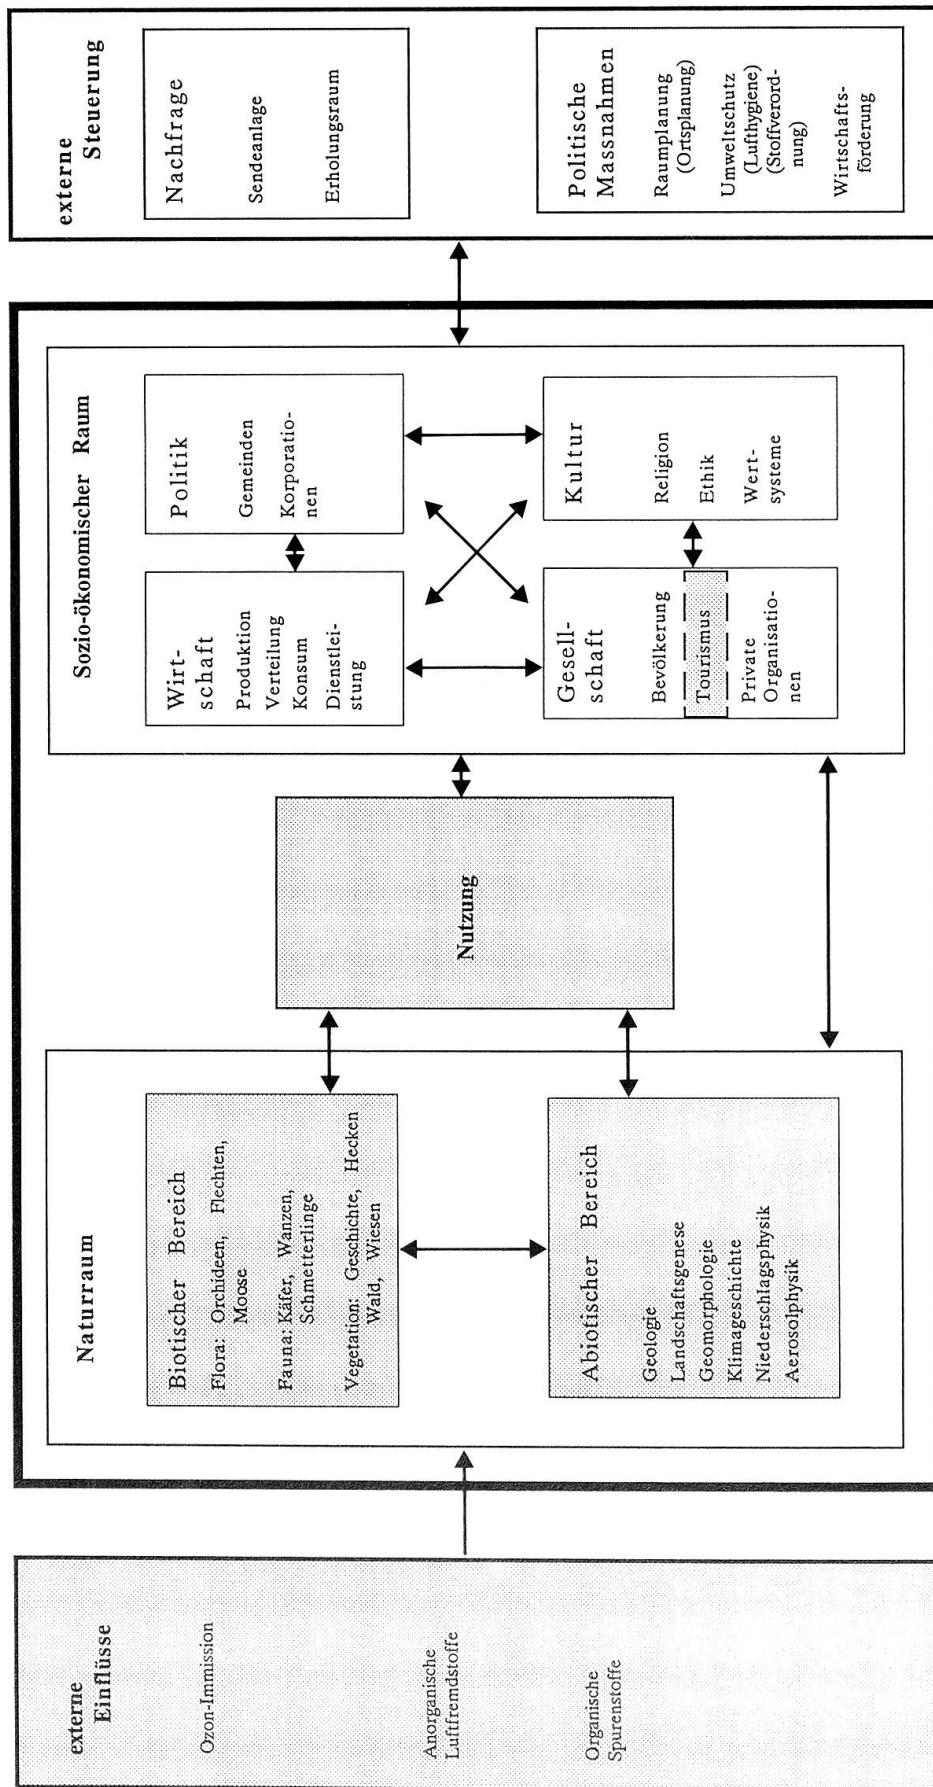 externe
Einflüsse
Ozon-Immission
Anorganische
Luftfremdstoffe
Organische
Spurenstoffe
Naturraum
Biotischer Bereich
Flora: Orchideen, Flechten,
Moose
Fauna: Käfer, Wanzen,
Schmetterlinge
Vegetation: Geschichte, Hecken
Wald, Wiesen
Abiotischer Bereich
Geologie
Landschaftsgenese
Geomorphologie
Klimageschichte
Niederschlagsphysik
Aerosolphysik
Nutzung
Sozio-ökonomischer Raum
Wirt-
schaft
Produktion
Verteilung
Konsum
Dienstlei-
stung
Politik
Gemeinden
Korporatio-
nen
Gesell-
schaft
Bevölkerung
Tourismus
Private
Organisatio-
nen
Kultur
Religion
Ethik
Wert-
systeme
externe
Steuerung
Nachfrage
Sendeanlage
Erholungsraum
Politische
Massnahmen
Raumplanung
(Ortsplanung)
Umweltschutz
(Lufthygiene)
(Stoffverord-
nung)
Wirtschafts-
förderung